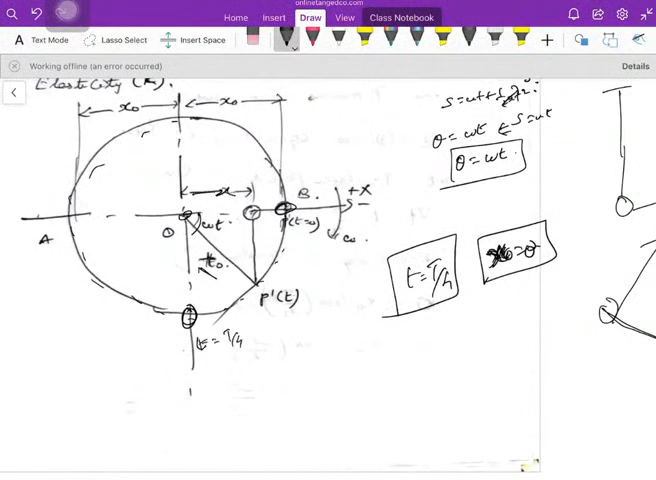 onlinetangedco.com
Home Insert Draw View Class Notebook
A Text Mode Lasso Select Insert Space
Working offline (an error occurred) Details
Elasticity (K).
x₀ x₀
θ = ωt ⇐ S = ut
θ = ωt.
x
B. +X
A O ωt P(t=0) ω.
P'(t)
t = T/4
t = T/4